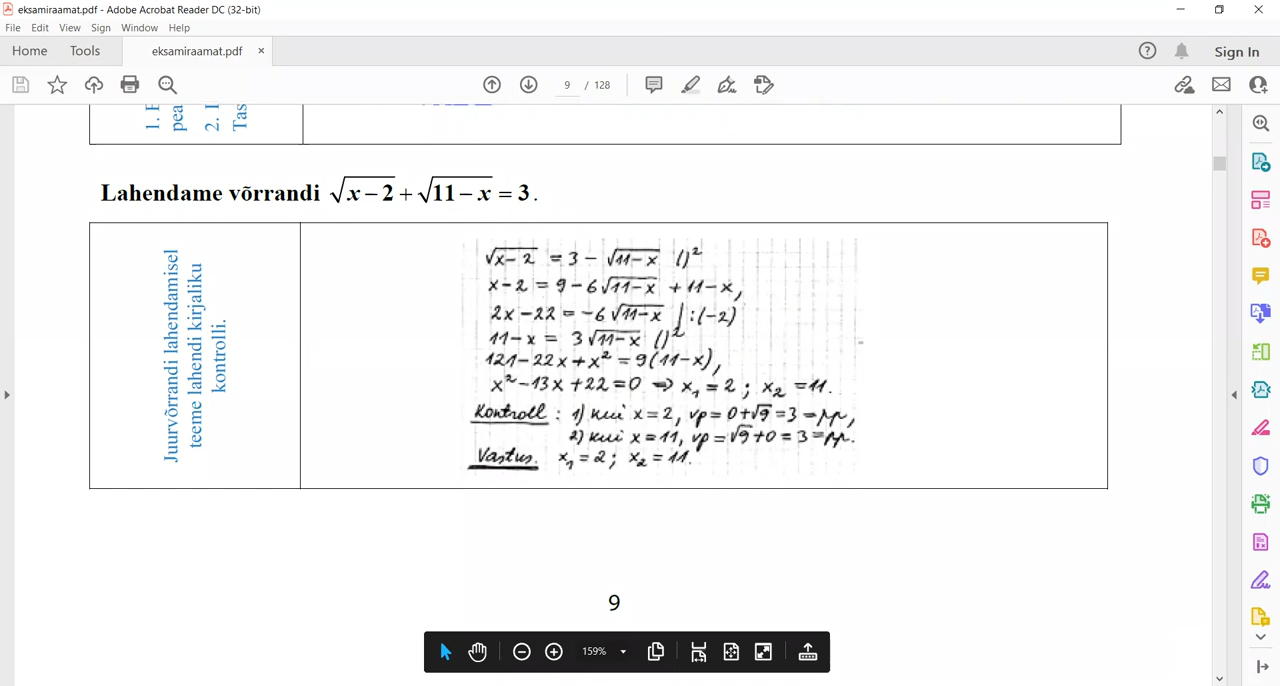 eksamiraamat.pdf - Adobe Acrobat Reader DC (32-bit)
File Edit View Sign Window Help
Home Tools eksamiraamat.pdf × Sign In
9 / 128
1. E
pea
2. I
Tas
Lahendame võrrandi √(x−2) + √(11−x) = 3.
Juurvõrrandi lahendamisel
teeme lahendi kirjaliku
kontrolli.
√(x−2) = 3 − √(11−x) ()²
x−2 = 9−6√(11−x) + 11−x,
2x−22 = −6√(11−x) | :(−2)
11−x = 3√(11−x) ()²
121−22x+x² = 9(11−x),
x²−13x+22=0 ⇒ x₁=2; x₂=11.
Kontroll: 1) kui x=2, vp=0+√9=3=pp,
2) kui x=11, vp=√9+0=3=pp.
Vastus. x₁=2; x₂=11.
9
159%